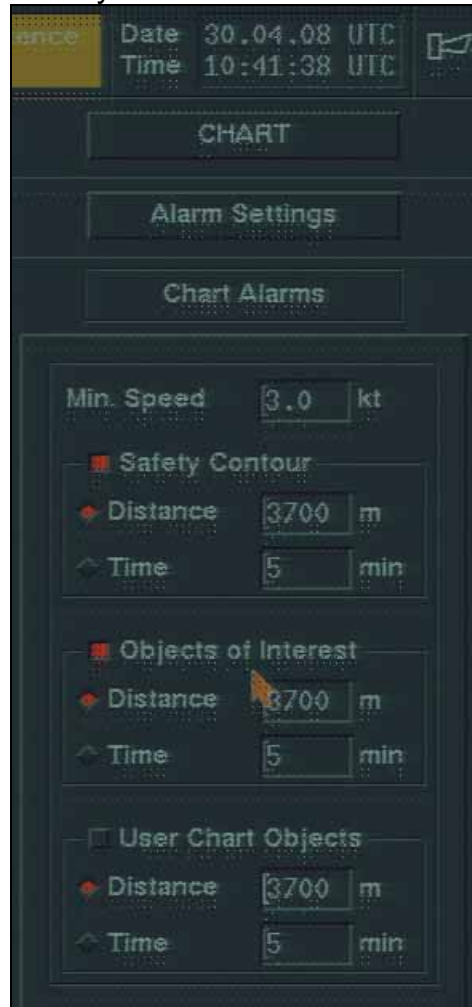 ence
Date 30.04.08 UTC
Time 10:41:38 UTC
CHART
Alarm Settings
Chart Alarms
Min. Speed 3.0 kt
Safety Contour
Distance 3700 m
Time 5 min
Objects of Interest
Distance 3700 m
Time 5 min
User Chart Objects
Distance 3700 m
Time 5 min